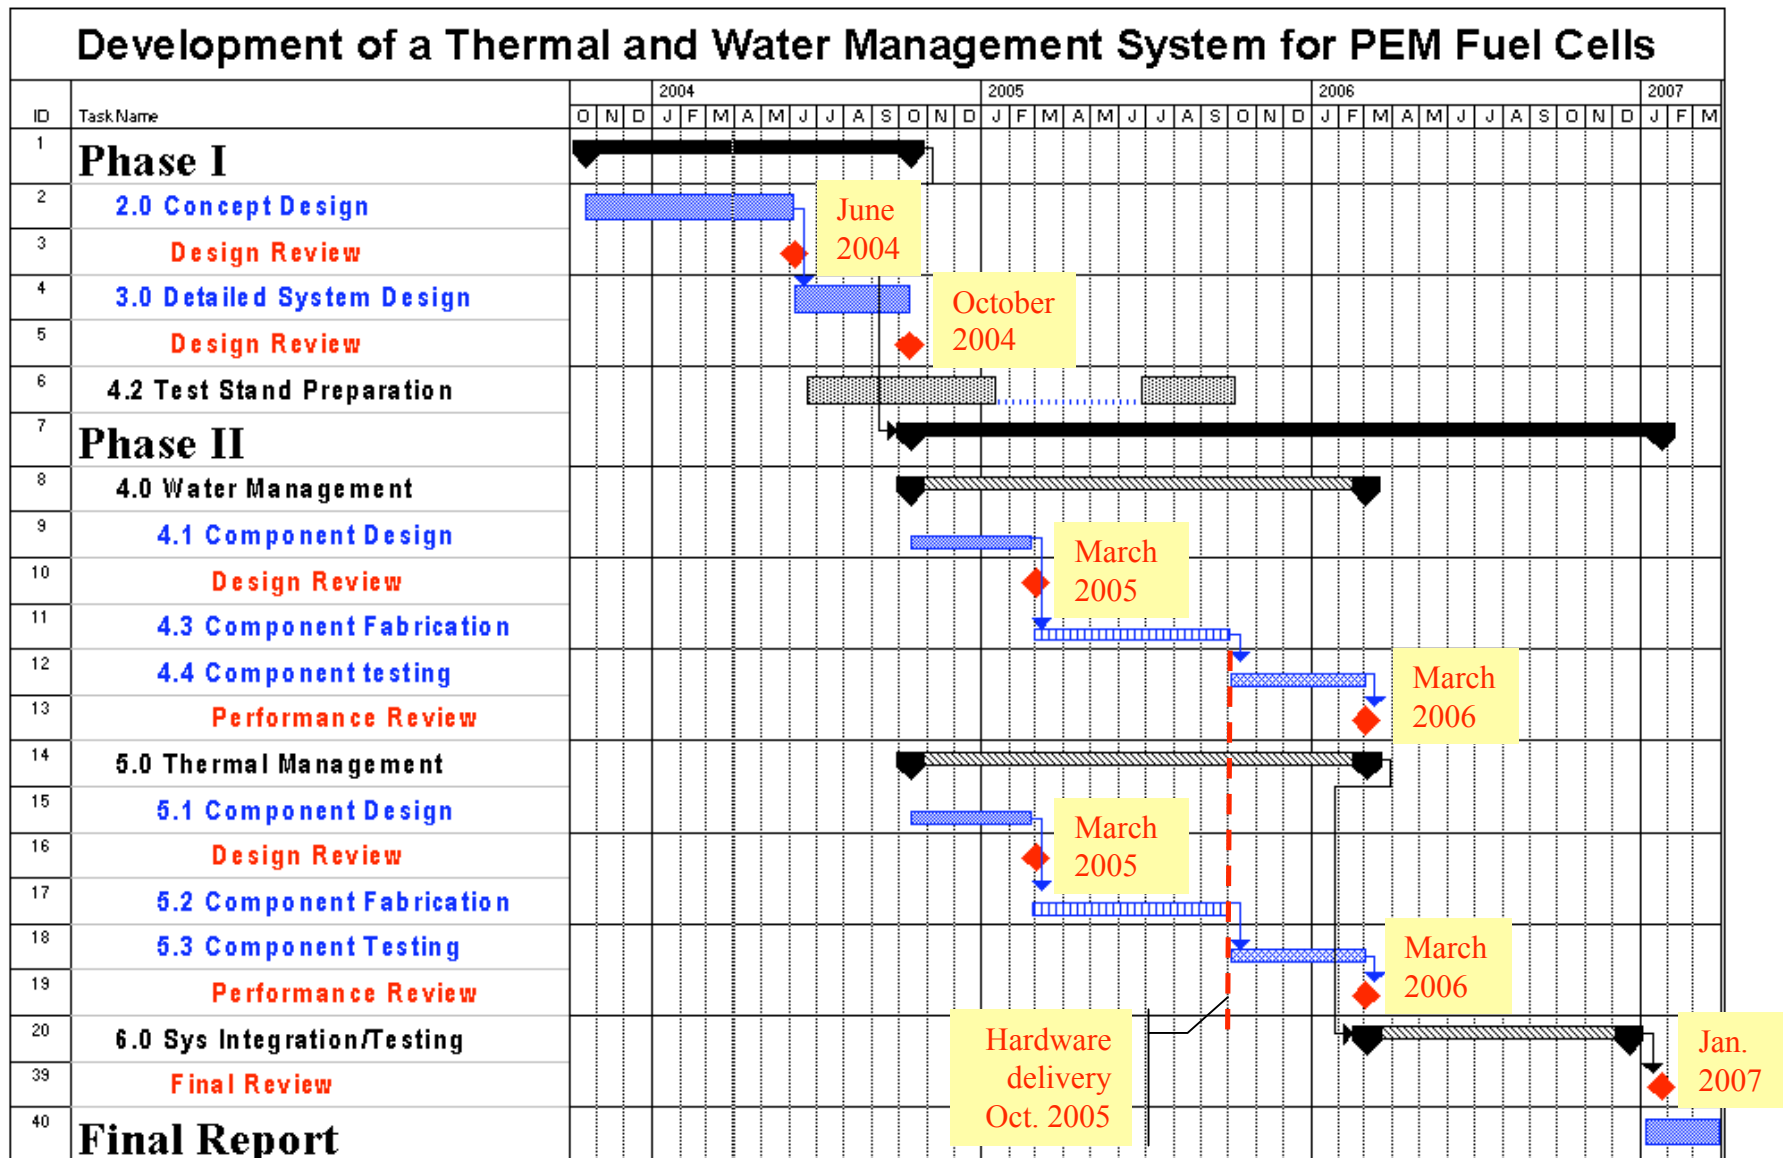 Development of a Thermal and Water Management System for PEM Fuel Cells
2004 2005 2006 2007
ID Task Name O N D J F M A M J J A S O N D J F M A M J J A S O N D J F M A M J J A S O N D J F M
1 Phase I
2 2.0 Concept Design
June
2004
3 Design Review
4 3.0 Detailed System Design
October
2004
5 Design Review
6 4.2 Test Stand Preparation
7 Phase II
8 4.0 Water Management
9 4.1 Component Design
March
2005
10 Design Review
11 4.3 Component Fabrication
12 4.4 Component testing
March
2006
13 Performance Review
14 5.0 Thermal Management
15 5.1 Component Design
March
2005
16 Design Review
17 5.2 Component Fabrication
18 5.3 Component Testing
March
2006
19 Performance Review
20 6.0 Sys Integration/Testing
Hardware
delivery
Oct. 2005
Jan.
2007
39 Final Review
40 Final Report